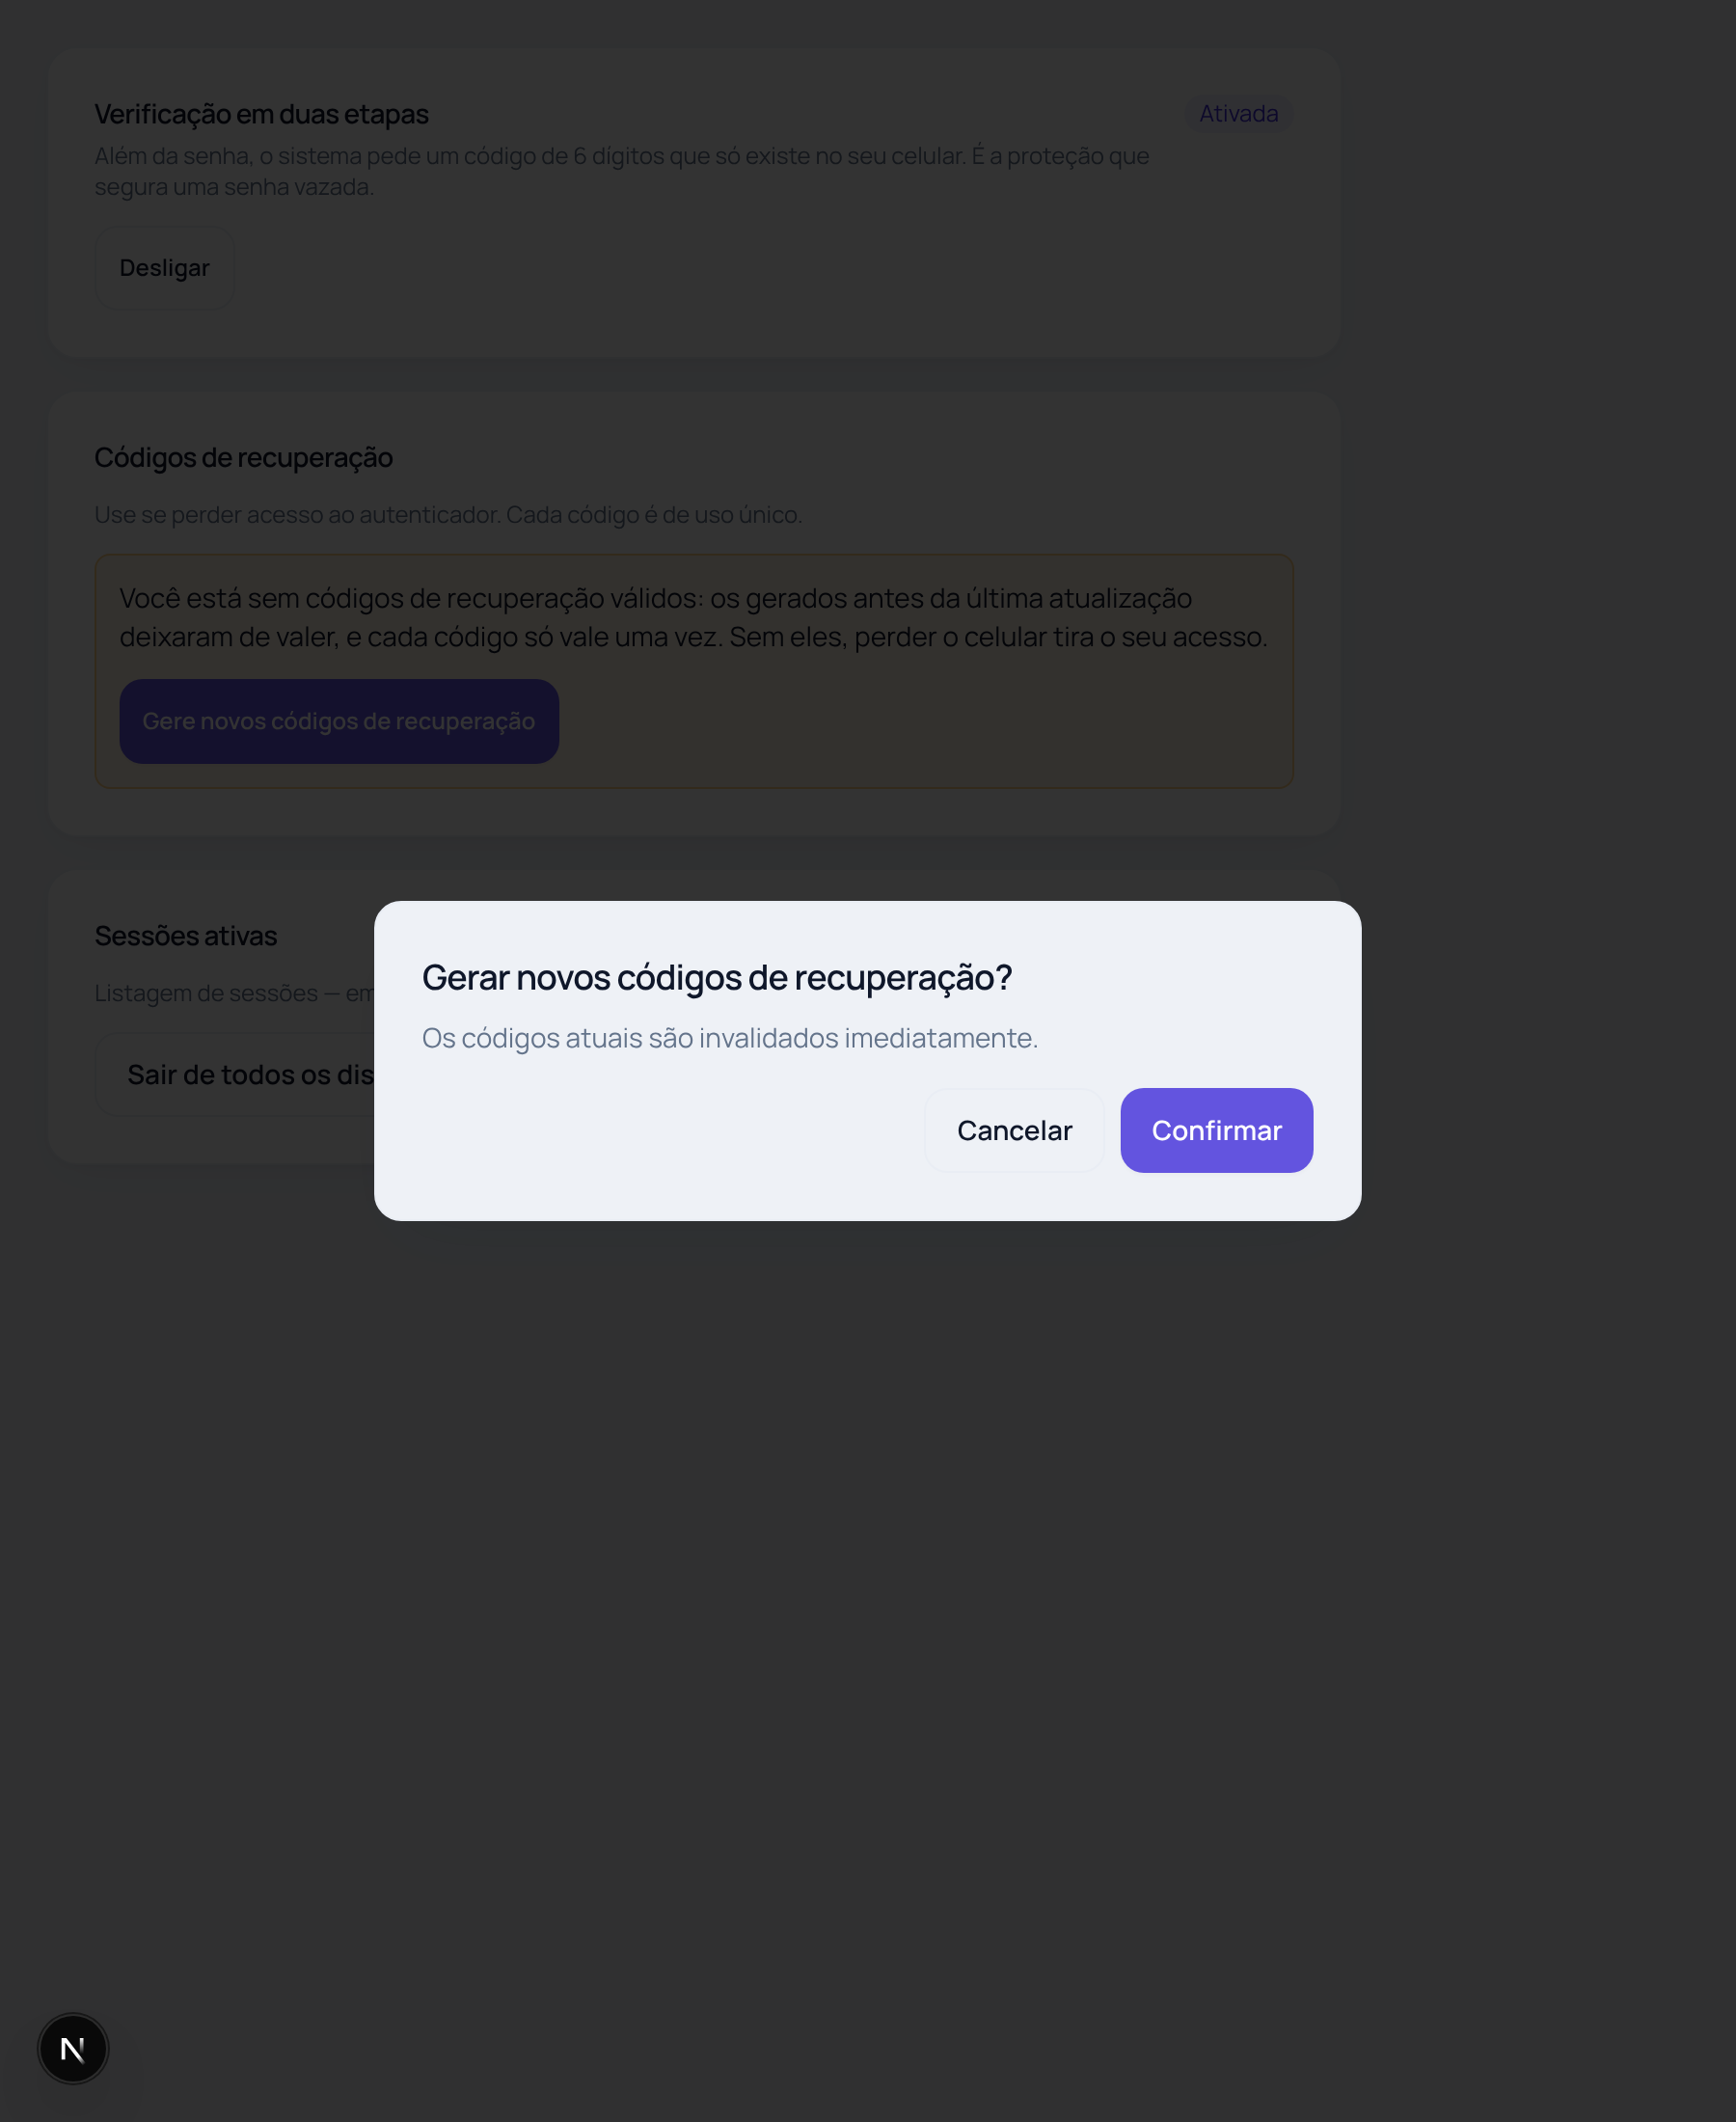 Verificação em duas etapas
Ativada
Além da senha, o sistema pede um código de 6 dígitos que só existe no seu celular. É a proteção que
segura uma senha vazada.
Desligar
Códigos de recuperação
Use se perder acesso ao autenticador. Cada código é de uso único.
Você está sem códigos de recuperação válidos: os gerados antes da última atualização
deixaram de valer, e cada código só vale uma vez. Sem eles, perder o celular tira o seu acesso.
Gere novos códigos de recuperação
Sessões ativas
Listagem de sessões — em
Sair de todos os dis
Gerar novos códigos de recuperação?
Os códigos atuais são invalidados imediatamente.
Cancelar
Confirmar
N